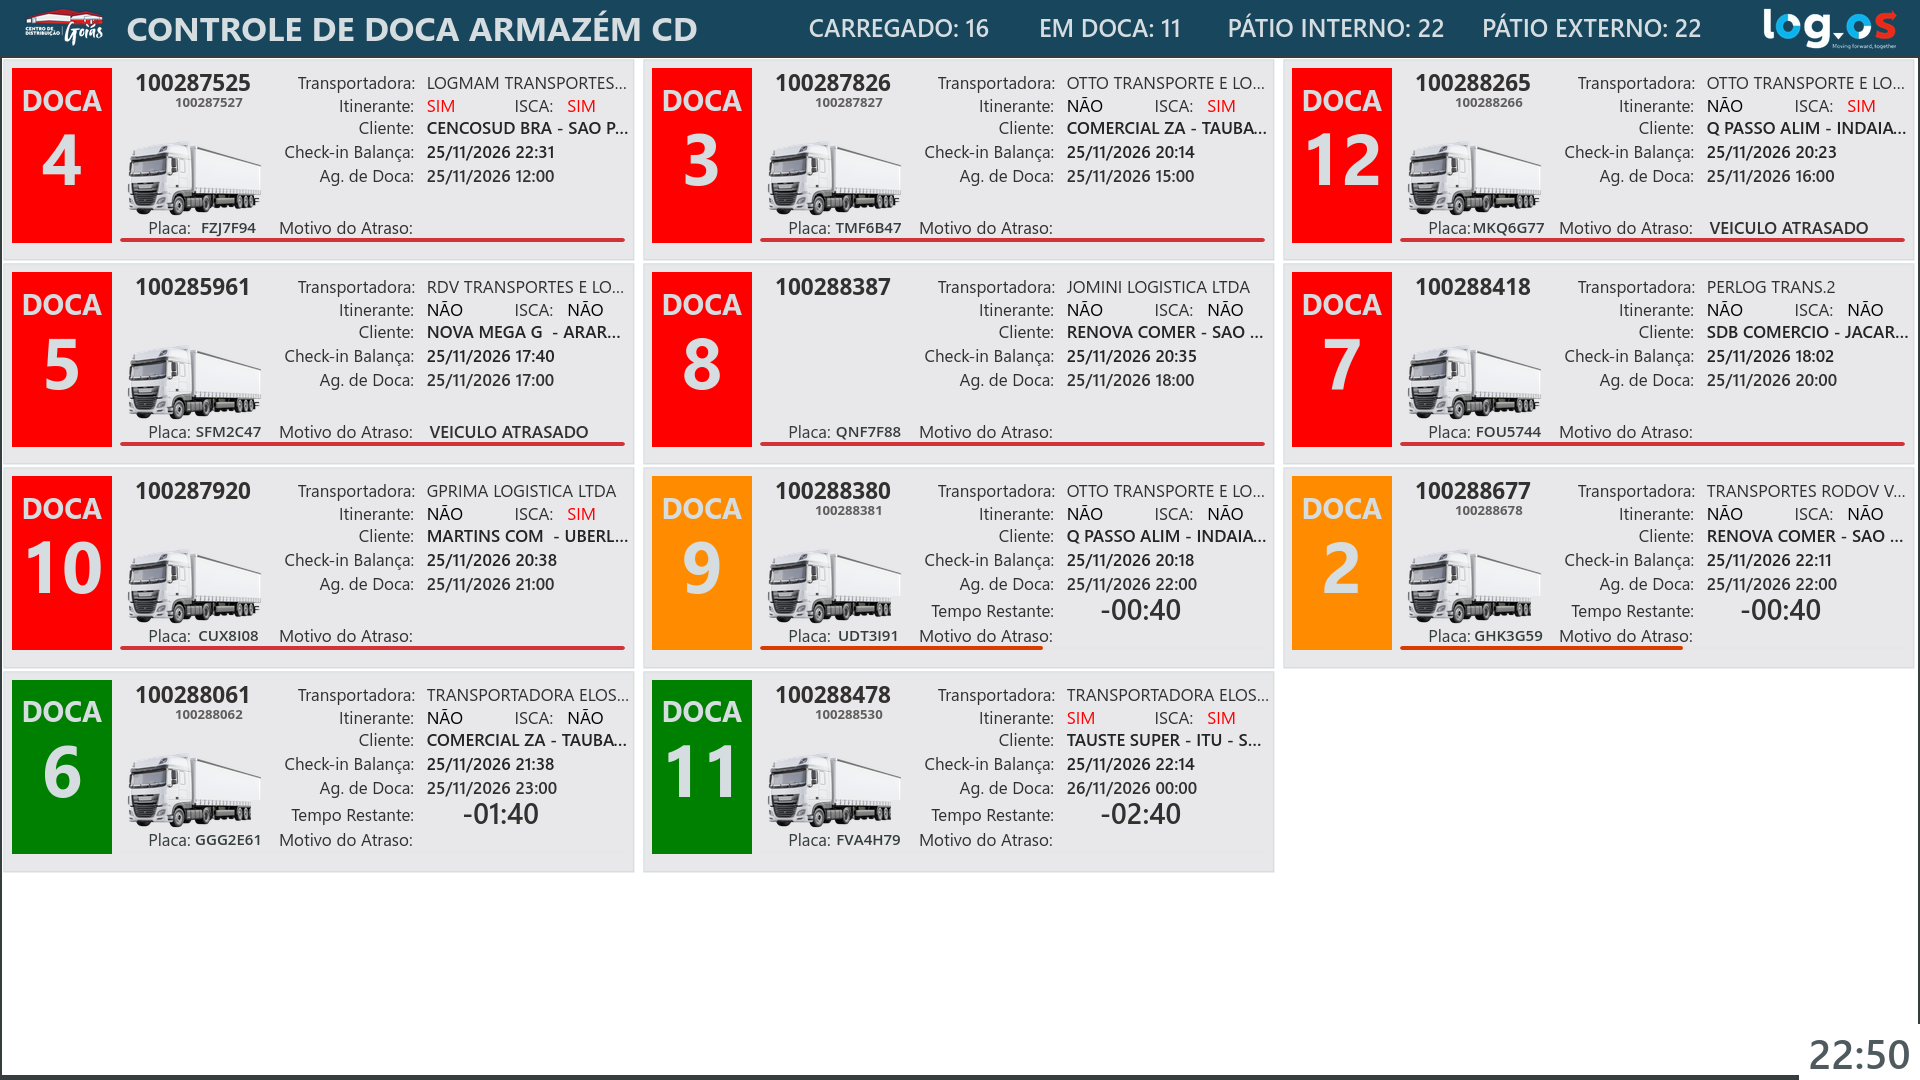 CENTRO DE DISTRIBUIÇÃO Goiás
CONTROLE DE DOCA ARMAZÉM CD
CARREGADO: 16
EM DOCA: 11
PÁTIO INTERNO: 22
PÁTIO EXTERNO: 22
log.os
Moving forward, together
DOCA
4
100287525
100287527
Transportadora: LOGMAM TRANSPORTES...
Itinerante: SIM ISCA: SIM
Cliente: CENCOSUD BRA - SAO P...
Check-in Balança: 25/11/2026 22:31
Ag. de Doca: 25/11/2026 12:00
Placa: FZJ7F94 Motivo do Atraso:
DOCA
3
100287826
100287827
Transportadora: OTTO TRANSPORTE E LO...
Itinerante: NÃO ISCA: SIM
Cliente: COMERCIAL ZA - TAUBA...
Check-in Balança: 25/11/2026 20:14
Ag. de Doca: 25/11/2026 15:00
Placa: TMF6B47 Motivo do Atraso:
DOCA
12
100288265
100288266
Transportadora: OTTO TRANSPORTE E LO...
Itinerante: NÃO ISCA: SIM
Cliente: Q PASSO ALIM - INDAIA...
Check-in Balança: 25/11/2026 20:23
Ag. de Doca: 25/11/2026 16:00
Placa: MKQ6G77 Motivo do Atraso: VEICULO ATRASADO
DOCA
5
100285961
Transportadora: RDV TRANSPORTES E LO...
Itinerante: NÃO ISCA: NÃO
Cliente: NOVA MEGA G - ARAR...
Check-in Balança: 25/11/2026 17:40
Ag. de Doca: 25/11/2026 17:00
Placa: SFM2C47 Motivo do Atraso: VEICULO ATRASADO
DOCA
8
100288387
Transportadora: JOMINI LOGISTICA LTDA
Itinerante: NÃO ISCA: NÃO
Cliente: RENOVA COMER - SAO ...
Check-in Balança: 25/11/2026 20:35
Ag. de Doca: 25/11/2026 18:00
Placa: QNF7F88 Motivo do Atraso:
DOCA
7
100288418
Transportadora: PERLOG TRANS.2
Itinerante: NÃO ISCA: NÃO
Cliente: SDB COMERCIO - JACAR...
Check-in Balança: 25/11/2026 18:02
Ag. de Doca: 25/11/2026 20:00
Placa: FOU5744 Motivo do Atraso:
DOCA
10
100287920
Transportadora: GPRIMA LOGISTICA LTDA
Itinerante: NÃO ISCA: SIM
Cliente: MARTINS COM - UBERL...
Check-in Balança: 25/11/2026 20:38
Ag. de Doca: 25/11/2026 21:00
Placa: CUX8I08 Motivo do Atraso:
DOCA
9
100288380
100288381
Transportadora: OTTO TRANSPORTE E LO...
Itinerante: NÃO ISCA: NÃO
Cliente: Q PASSO ALIM - INDAIA...
Check-in Balança: 25/11/2026 20:18
Ag. de Doca: 25/11/2026 22:00
Tempo Restante: -00:40
Placa: UDT3I91 Motivo do Atraso:
DOCA
2
100288677
100288678
Transportadora: TRANSPORTES RODOV V...
Itinerante: NÃO ISCA: NÃO
Cliente: RENOVA COMER - SAO ...
Check-in Balança: 25/11/2026 22:11
Ag. de Doca: 25/11/2026 22:00
Tempo Restante: -00:40
Placa: GHK3G59 Motivo do Atraso:
DOCA
6
100288061
100288062
Transportadora: TRANSPORTADORA ELOS...
Itinerante: NÃO ISCA: NÃO
Cliente: COMERCIAL ZA - TAUBA...
Check-in Balança: 25/11/2026 21:38
Ag. de Doca: 25/11/2026 23:00
Tempo Restante: -01:40
Placa: GGG2E61 Motivo do Atraso:
DOCA
11
100288478
100288530
Transportadora: TRANSPORTADORA ELOS...
Itinerante: SIM ISCA: SIM
Cliente: TAUSTE SUPER - ITU - S...
Check-in Balança: 25/11/2026 22:14
Ag. de Doca: 26/11/2026 00:00
Tempo Restante: -02:40
Placa: FVA4H79 Motivo do Atraso:
22:50